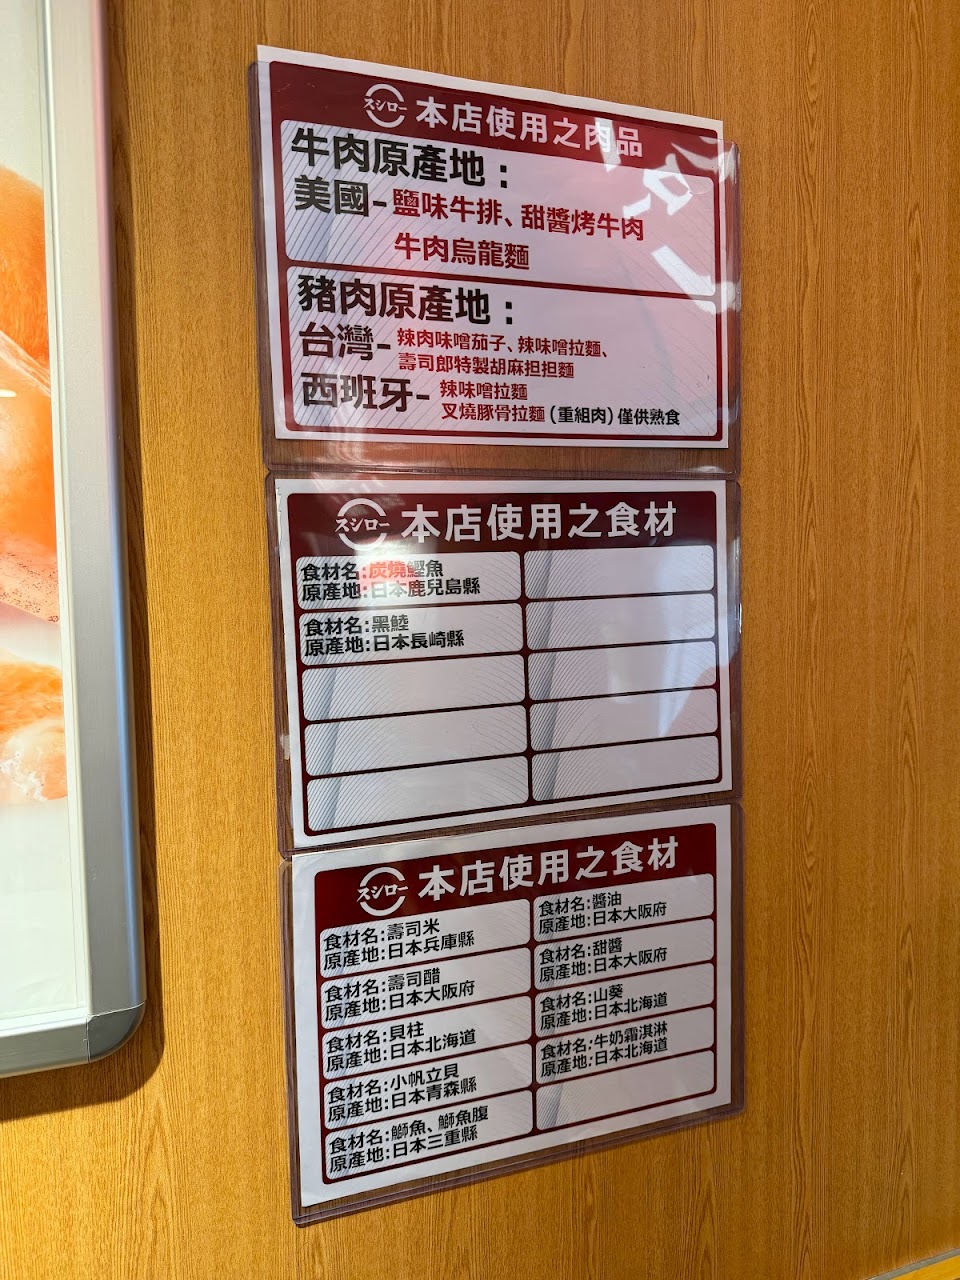 スシロー 本店使用之肉品
牛肉原產地：
美國-鹽味牛排、甜醬烤牛肉
牛肉烏龍麵
豬肉原產地：
台灣-辣肉味噌茄子、辣味噌拉麵、
壽司郎特製胡麻担担麵
西班牙-辣味噌拉麵
叉燒豚骨拉麵(重組肉)僅供熟食
スシロー 本店使用之食材
食材名:炭燒鰹魚
原產地:日本鹿兒島縣
食材名:黑鯥
原產地:日本長崎縣
スシロー 本店使用之食材
食材名:壽司米
原產地:日本兵庫縣
食材名:壽司醋
原產地:日本大阪府
食材名:貝柱
原產地:日本北海道
食材名:小帆立貝
原產地:日本青森縣
食材名:鰤魚、鰤魚腹
原產地:日本三重縣
食材名:醬油
原產地:日本大阪府
食材名:甜醬
原產地:日本大阪府
食材名:山葵
原產地:日本北海道
食材名:牛奶霜淇淋
原產地:日本北海道